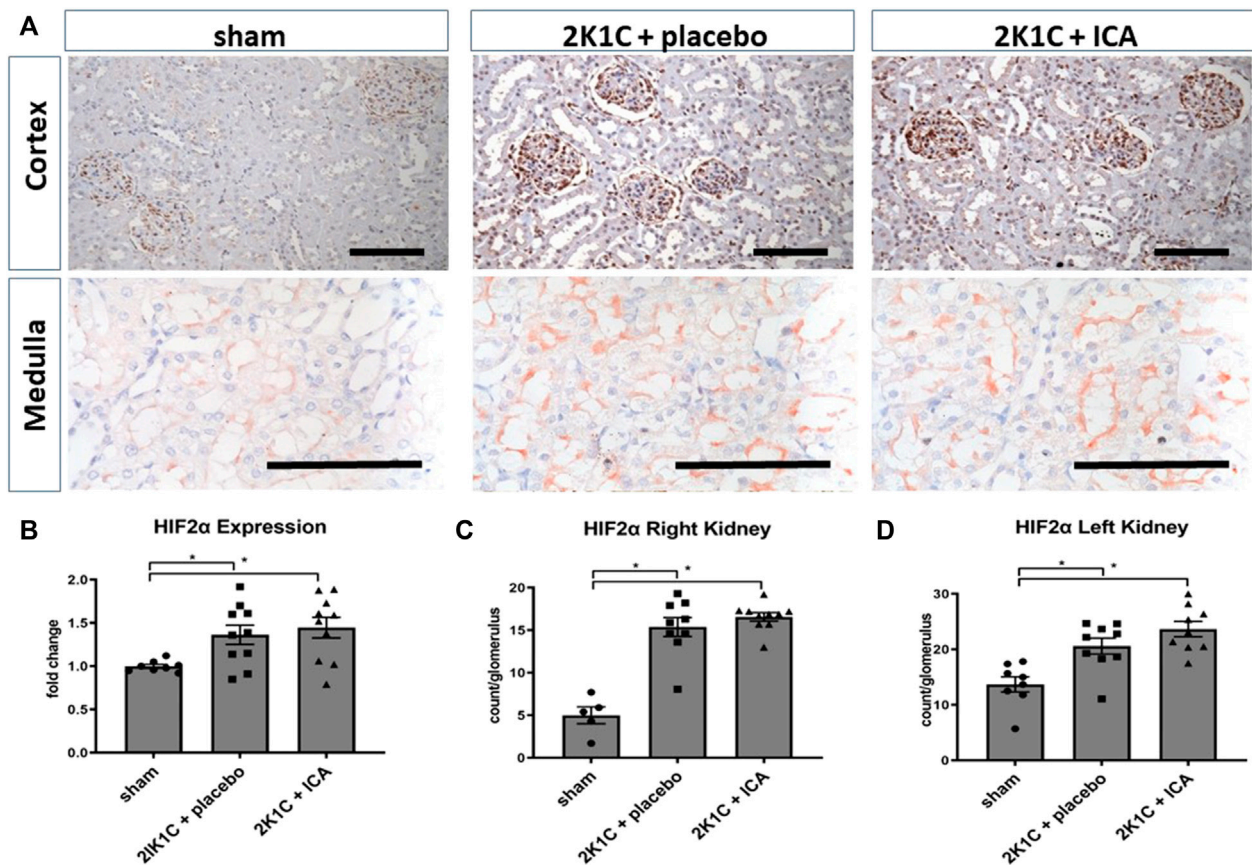 A
sham
2K1C + placebo
2K1C + ICA
Cortex
Medulla
B
HIF2α Expression
* *
fold change
2.0
1.5
1.0
0.5
0.0
sham
2IK1C + placebo
2K1C + ICA
C
HIF2α Right Kidney
* *
count/glomerulus
20
15
10
5
0
sham
2K1C + placebo
2K1C + ICA
D
HIF2α Left Kidney
* *
count/glomerulus
30
20
10
0
sham
2K1C + placebo
2K1C + ICA